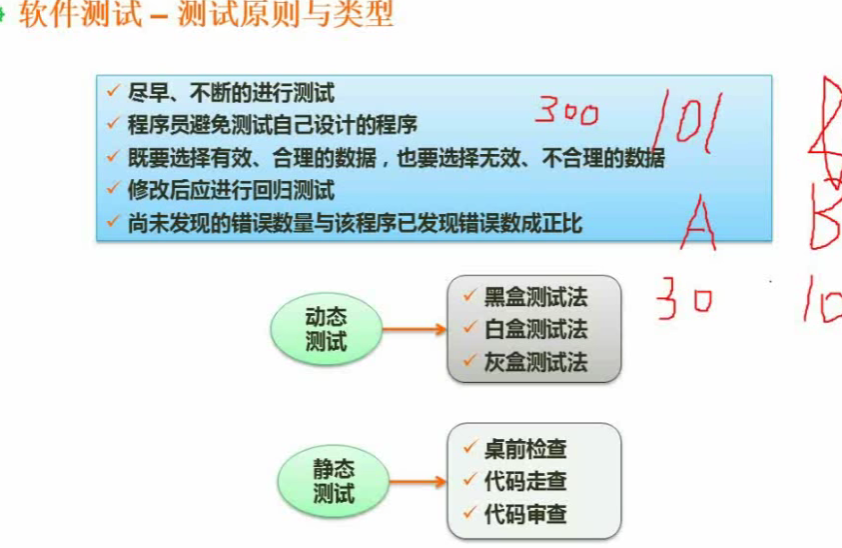 软件测试 – 测试原则与类型
尽早、不断的进行测试
程序员避免测试自己设计的程序
既要选择有效、合理的数据，也要选择无效、不合理的数据
修改后应进行回归测试
尚未发现的错误数量与该程序已发现错误数成正比
300
101
A
B
30
10
动态
测试
黑盒测试法
白盒测试法
灰盒测试法
静态
测试
桌前检查
代码走查
代码审查